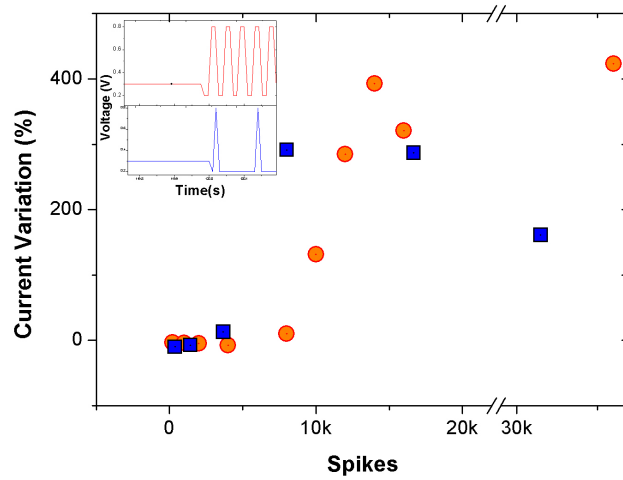 0.8
0.6
0.4
0.2
Voltage (V)
Time(s)
400
200
0
Current Variation (%)
0
10k
20k
30k
Spikes